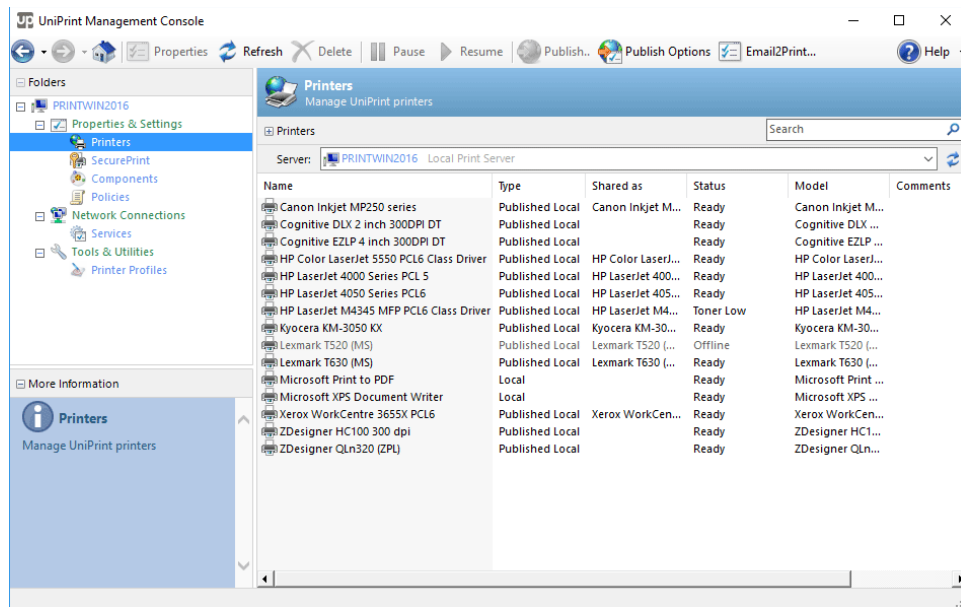 UniPrint Management Console
Properties Refresh Delete Pause Resume Publish.. Publish Options Email2Print... Help
Folders
PRINTWIN2016
Properties & Settings
Printers
SecurePrint
Components
Policies
Network Connections
Services
Tools & Utilities
Printer Profiles
More Information
Printers
Manage UniPrint printers
Printers
Manage UniPrint printers
Printers Search
Server: PRINTWIN2016 Local Print Server
Name Type Shared as Status Model Comments
Canon Inkjet MP250 series Published Local Canon Inkjet M... Ready Canon Inkjet M...
Cognitive DLX 2 inch 300DPI DT Published Local Ready Cognitive DLX ...
Cognitive EZLP 4 inch 300DPI DT Published Local Ready Cognitive EZLP ...
HP Color LaserJet 5550 PCL6 Class Driver Published Local HP Color LaserJ... Ready HP Color LaserJ...
HP LaserJet 4000 Series PCL 5 Published Local HP LaserJet 400... Ready HP LaserJet 400...
HP LaserJet 4050 Series PCL6 Published Local HP LaserJet 405... Ready HP LaserJet 405...
HP LaserJet M4345 MFP PCL6 Class Driver Published Local HP LaserJet M4... Toner Low HP LaserJet M4...
Kyocera KM-3050 KX Published Local Kyocera KM-30... Ready Kyocera KM-30...
Lexmark T520 (MS) Published Local Lexmark T520 (... Offline Lexmark T520 (...
Lexmark T630 (MS) Published Local Lexmark T630 (... Ready Lexmark T630 (...
Microsoft Print to PDF Local Ready Microsoft Print ...
Microsoft XPS Document Writer Local Ready Microsoft XPS ...
Xerox WorkCentre 3655X PCL6 Published Local Xerox WorkCen... Ready Xerox WorkCen...
ZDesigner HC100 300 dpi Published Local Ready ZDesigner HC1...
ZDesigner QLn320 (ZPL) Published Local Ready ZDesigner QLn...